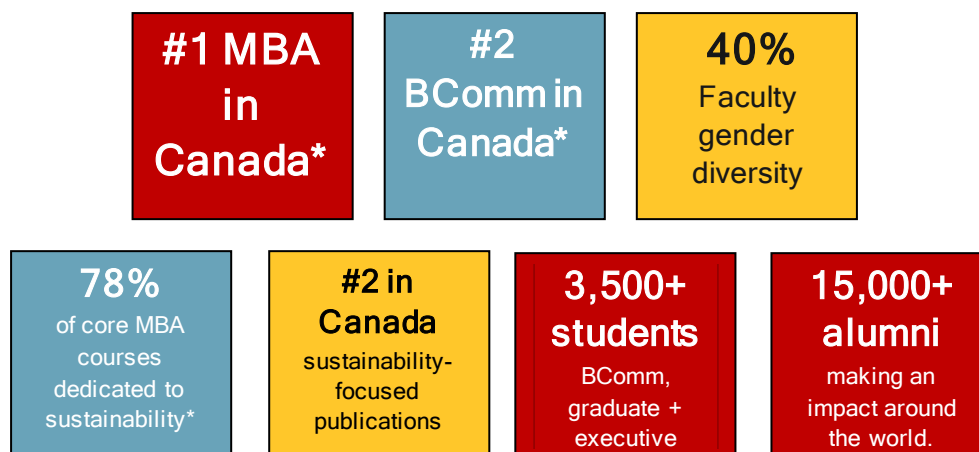 #1 MBA
in
Canada*
#2
BComm in
Canada*
40%
Faculty
gender
diversity
78%
of core MBA
courses
dedicated to
sustainability*
#2 in
Canada
sustainability-
focused
publications
3,500+
students
BComm,
graduate +
executive
15,000+
alumni
making an
impact around
the world.